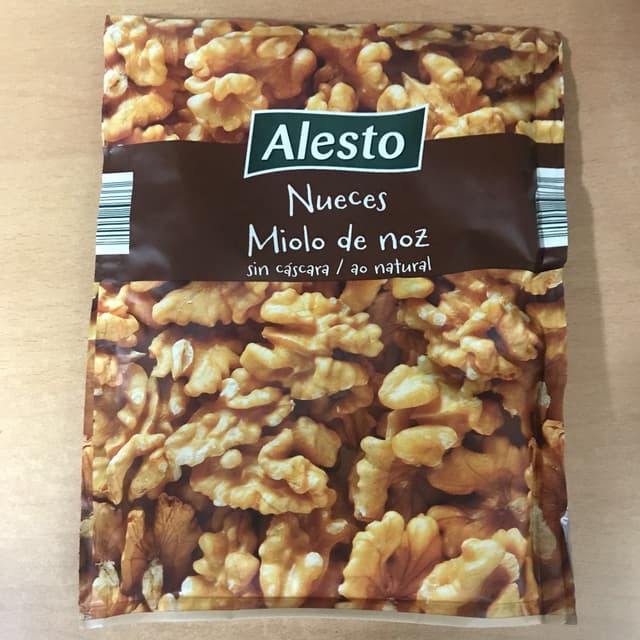 Alesto
Nueces
Miolo de noz
sin cáscara / ao natural